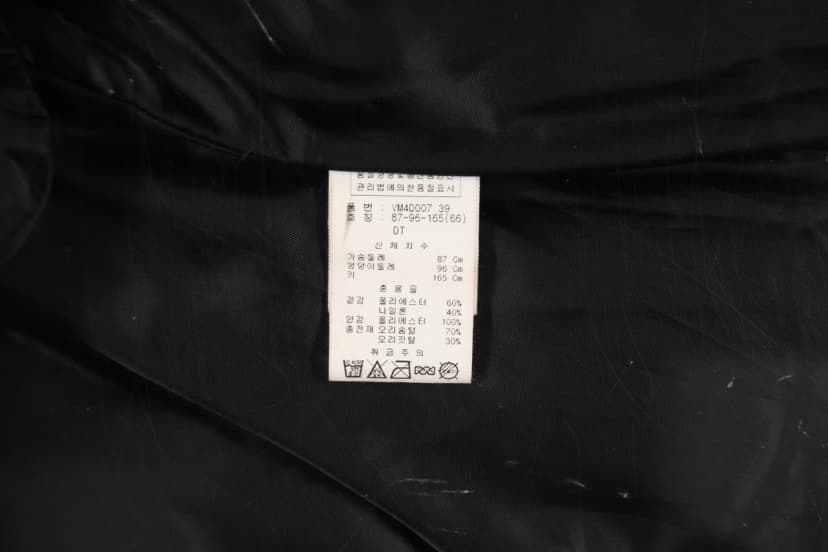 관리법에의한품질표시
품 번 : VM4D007 39
호 칭 : 87-96-165(66)
DT
신 체 치 수
가슴둘레 87 Cm
엉덩이둘레 96 Cm
키 165 Cm
혼 용 률
겉감 폴리에스터 60%
나일론 40%
안감 폴리에스터 100%
충전재 오리솜털 70%
오리깃털 30%
취 급 주 의